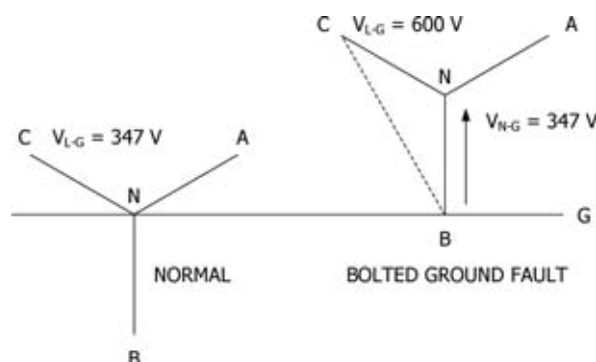 C V_L-G = 600 V A
N
V_N-G = 347 V
C V_L-G = 347 V A
N
G
B
NORMAL BOLTED GROUND FAULT
B